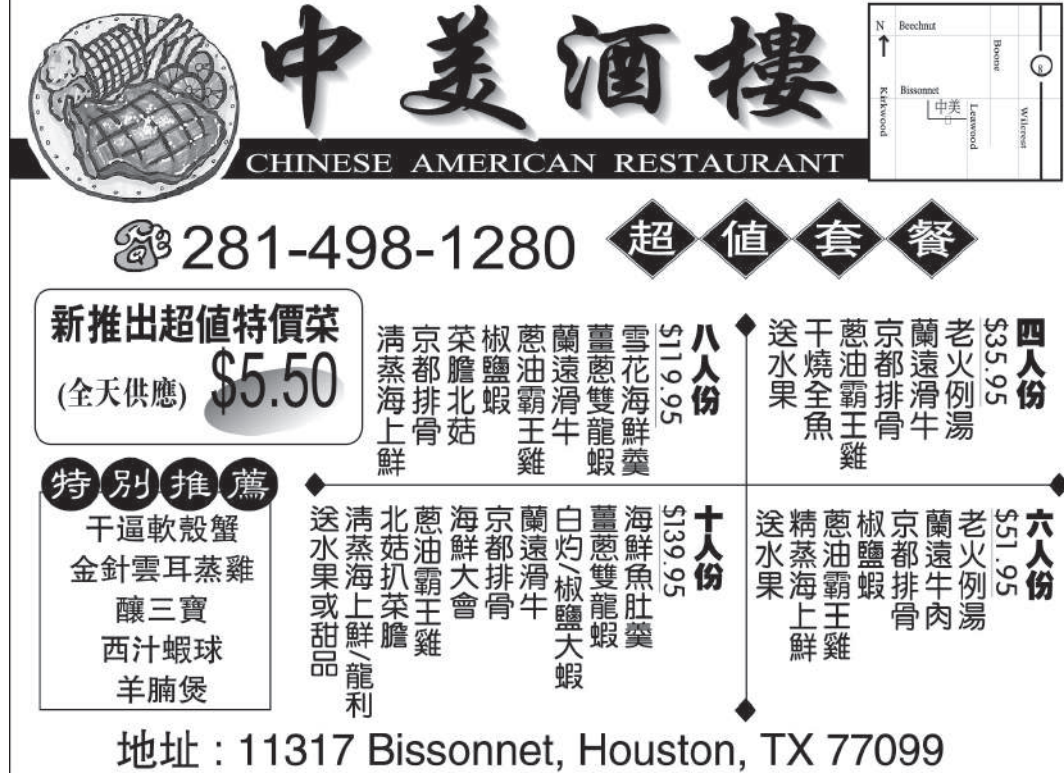 中美酒樓
CHINESE AMERICAN RESTAURANT
N
Beechnut
Boone
8
Kirkwood
Bissonnet
中美
Leawood
Wilcrest
281-498-1280
超值套餐
新推出超值特價菜
(全天供應)
$5.50
特別推薦
干逼軟殼蟹
金針雲耳蒸雞
釀三寶
西汁蝦球
羊腩煲
四人份
$35.95
老火例湯
蘭遠滑牛
京都排骨
蔥油霸王雞
干燒全魚
送水果
八人份
$119.95
雪花海鮮羹
薑蔥雙龍蝦
蘭遠滑牛
蔥油霸王雞
椒鹽蝦
菜膽北菇
京都排骨
清蒸海上鮮
六人份
$51.95
老火例湯
蘭遠牛肉
京都排骨
椒鹽蝦
蔥油霸王雞
精蒸海上鮮
送水果
十人份
$139.95
海鮮魚肚羹
薑蔥雙龍蝦
白灼/椒鹽大蝦
蘭遠滑牛
京都排骨
海鮮大會
蔥油霸王雞
北菇扒菜膽
清蒸海上鮮/龍利
送水果或甜品
地址 : 11317 Bissonnet, Houston, TX 77099